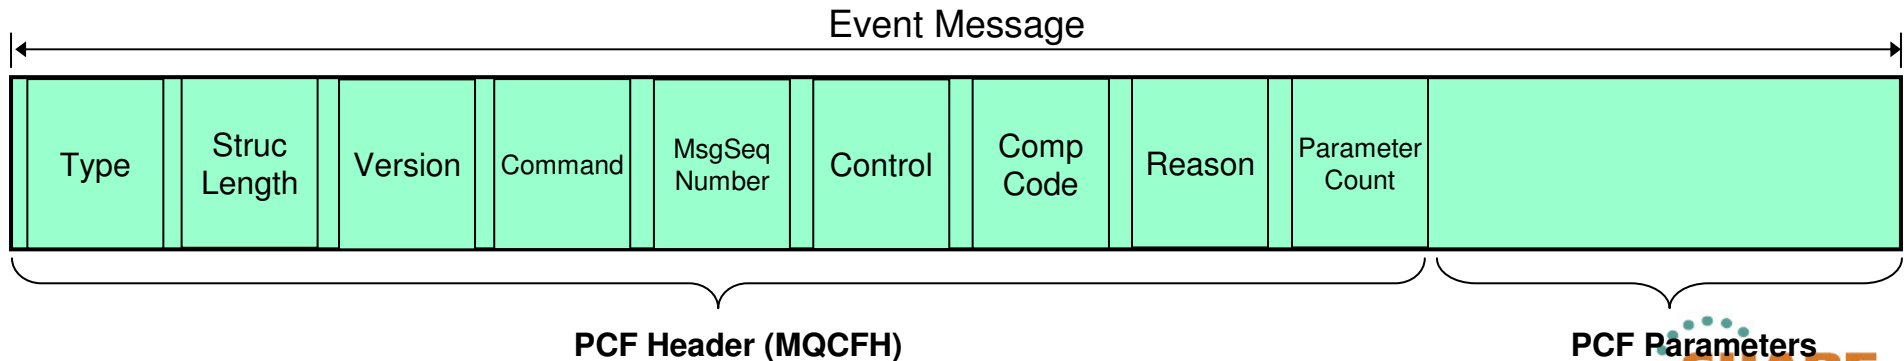 Event Message
Type
Struc
Length
Version
Command
MsgSeq
Number
Control
Comp
Code
Reason
Parameter
Count
PCF Header (MQCFH)
PCF Parameters